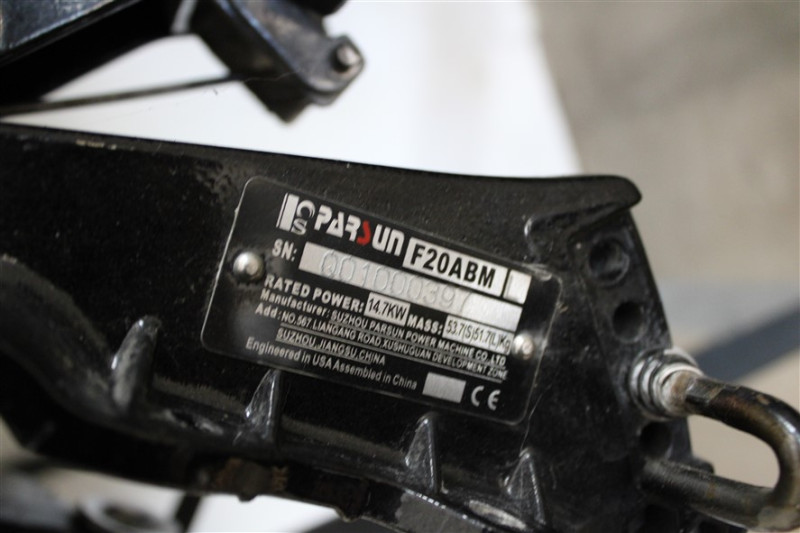 PS PARSUN F20ABM L
SN: Q01000397
RATED POWER: 14.7KW MASS: 53.7(S)51.7(L)Kg
Manufacturer: SUZHOU PARSUN POWER MACHINE CO.,LTD.
Add: NO.567 LIANGANG ROAD.XUSHUGUAN DEVELOPMENT ZONE
SUZHOU, JIANGSU,CHINA
Engineered in USA Assembled in China
CE